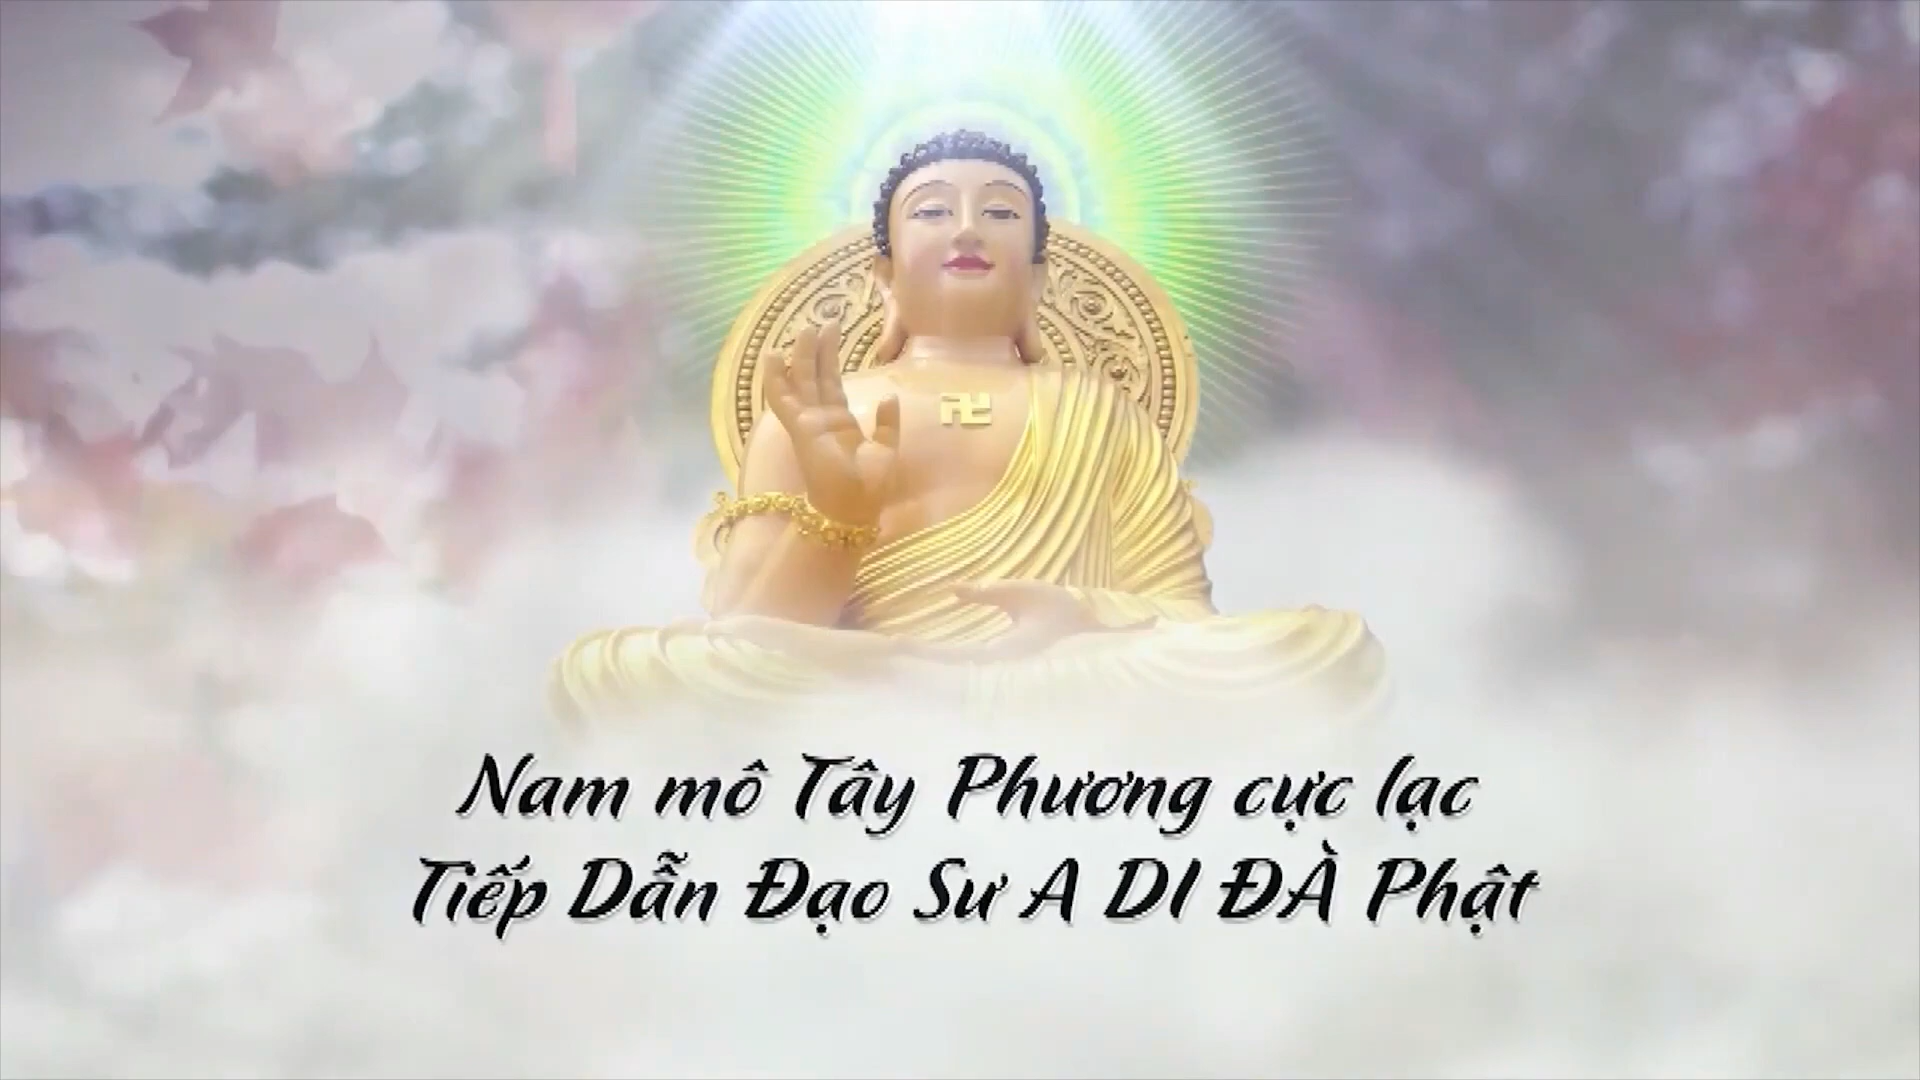 Nam mô Tây Phương cực lạc
Tiếp Dẫn Đạo Sư A DI ĐÀ Phật